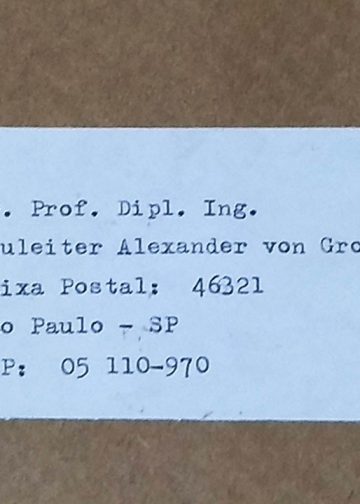 . Prof. Dipl. Ing.
uleiter Alexander von Gro
ixa Postal: 46321
o Paulo - SP
P: 05 110-970